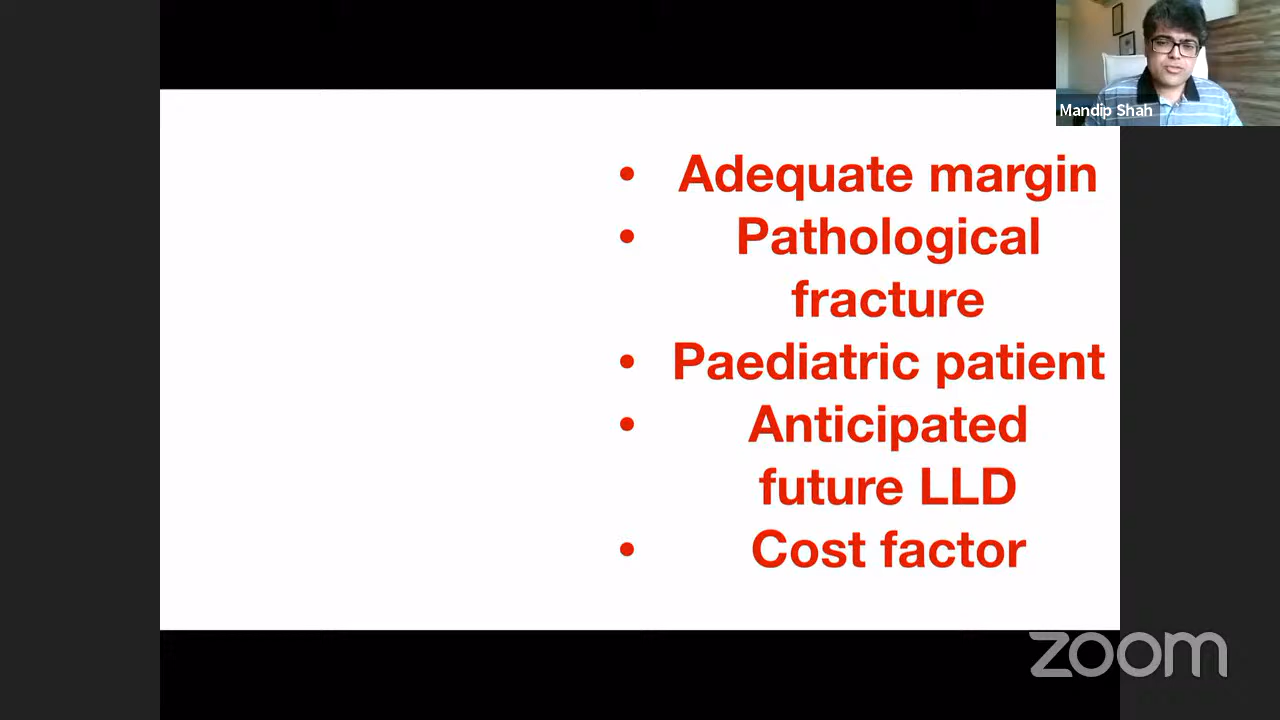 Mandip Shah
• Adequate margin
• Pathological
fracture
• Paediatric patient
• Anticipated
future LLD
• Cost factor
zoom